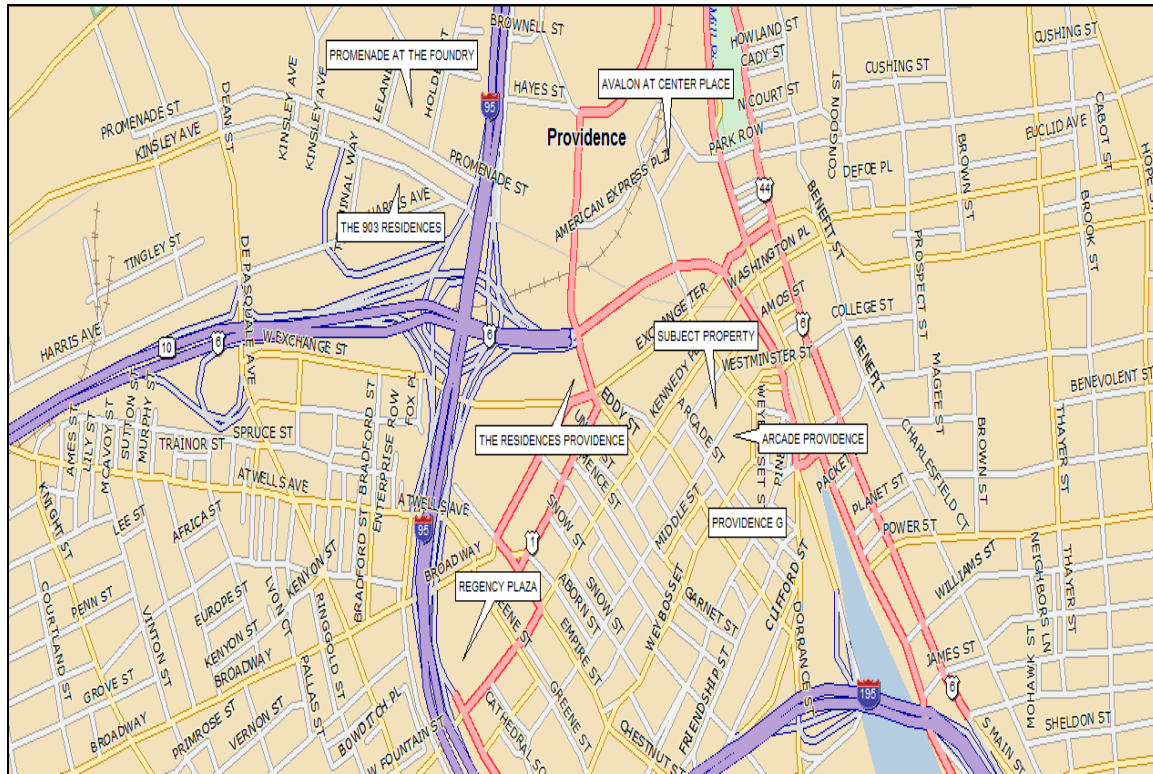 BROWNELL ST
HOWLAND ST
CADY ST
CUSHING ST
CUSHING ST
PROMENADE AT THE FOUNDRY
AVALON AT CENTER PLACE
HAYES ST
95
N COURT ST
PARK ROW
CONGDON ST
BROWN ST
EUCLID AVE
CABOT ST
DEAN ST
KINSLEY AVE
KINSLEY AVE
PROMENADE ST
KINSLEY AVE
Providence
PROMENADE ST
AMERICAN EXPRESS PLZ
44
DEFOE PL
BENEFIT ST
BROOK ST
THE 903 RESIDENCES
TINGLEY ST
DE PASQUALE AVE
WASHINGTON PL
PROSPECT ST
EXCHANGE TER
AMOS ST
COLLEGE ST
HARRIS AVE
10
6
6
6
W EXCHANGE ST
SUBJECT PROPERTY
WESTMINSTER ST
BENEFIT
MAGEE ST
BENEVOLENT ST
AMES ST
LILY ST
MCAVOY ST
SUTTON ST
MURPHY ST
TRAINOR ST
SPRUCE ST
BRADFORD ST
ENTERPRISE ROW
FOX PL
EDDY ST
ARCADE ST
THE RESIDENCES PROVIDENCE
ARCADE PROVIDENCE
CHARLESFIELD CT
BROWN ST
THAYER ST
ATWELLS AVE
ATWELLS AVE
KNIGHT ST
LEE ST
AFRICA ST
BRADFORD ST
95
1
SNOW ST
MIDDLE ST
PROVIDENCE G
PLANET ST
POWER ST
BROADWAY
REGENCY PLAZA
COURTLAND ST
PENN ST
VINTON ST
EUROPE ST
KENYON ST
KENYON ST
LYON CT
RINGGOLD ST
SNOW ST
ABORN ST
EMPIRE ST
WEYBOSSET
GARNET ST
CLIFFORD ST
DORRANCE ST
WILLIAMS ST
NEIGHBORS LN
THAYER ST
MOHAWK ST
JAMES ST
GROVE ST
BROADWAY
BROADWAY
PRIMROSE ST
VERNON ST
PALLAS ST
BOWDITCH PL
W FOUNTAIN ST
GREENE ST
CHESTNUT ST
FRIENDSHIP ST
195
6
S MAIN ST
SHELDON ST